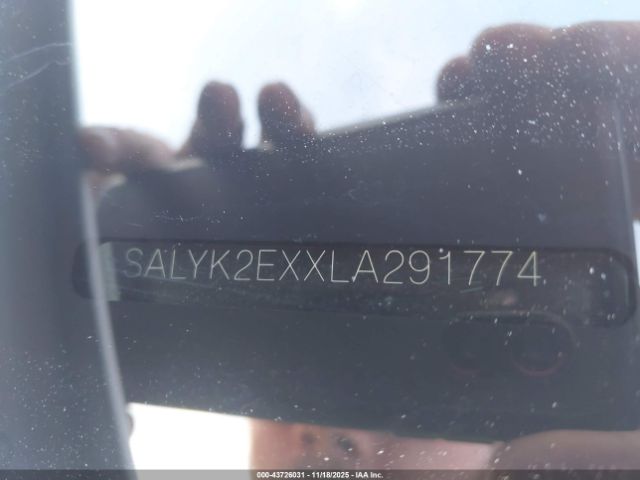 SALYK2EXXLA291774
000-43726031 - 11/18/2025 - IAA Inc.